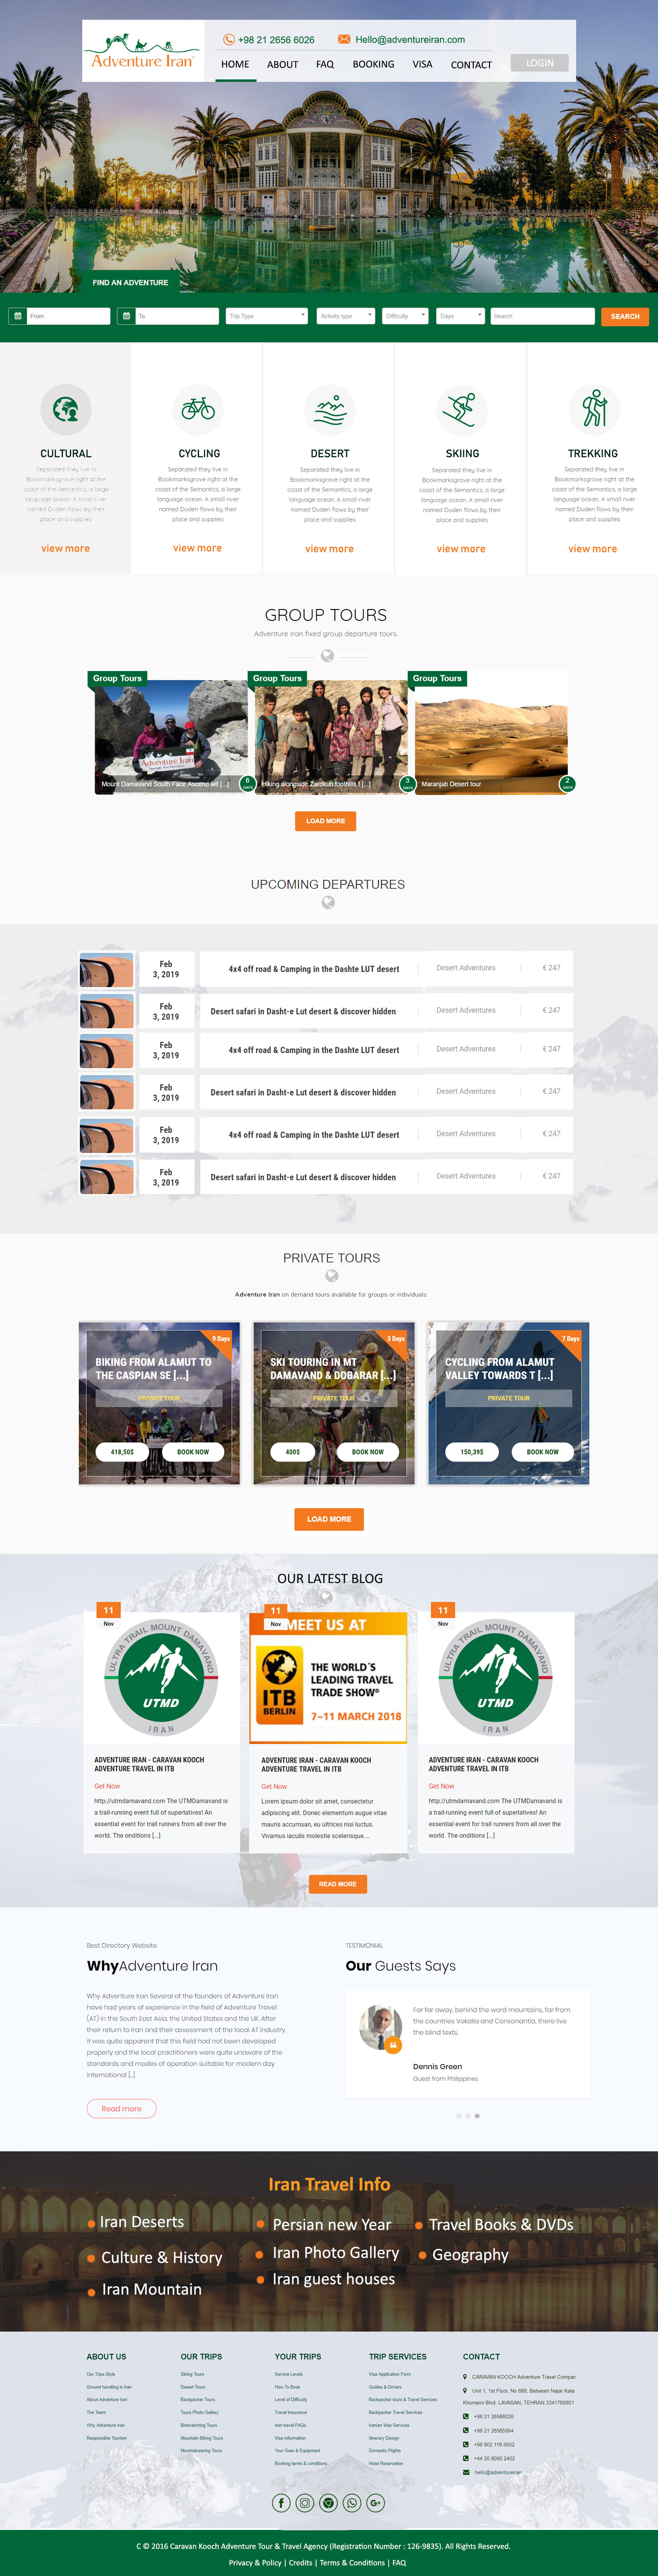 +98 21 2656 6026
Hello@adventureiran.com
Adventure Iran
HOME ABOUT FAQ BOOKING VISA CONTACT
LOGIN
FIND AN ADVENTURE
From To Trip Type Activity type Difficulty Days Search SEARCH
CULTURAL
Separated they live in
Bookmarksgrove right at the
coast of the Semantics, a large
language ocean. A small river
named Duden flows by their
place and supplies
view more
CYCLING
Separated they live in
Bookmarksgrove right at the
coast of the Semantics, a large
language ocean. A small river
named Duden flows by their
place and supplies
view more
DESERT
Separated they live in
Bookmarksgrove right at the
coast of the Semantics, a large
language ocean. A small river
named Duden flows by their
place and supplies
view more
SKIING
Separated they live in
Bookmarksgrove right at the
coast of the Semantics, a large
language ocean. A small river
named Duden flows by their
place and supplies
view more
TREKKING
Separated they live in
Bookmarksgrove right at the
coast of the Semantics, a large
language ocean. A small river
named Duden flows by their
place and supplies
view more
GROUP TOURS
Adventure Iran fixed group departure tours.
Group Tours
Adventure Iran
Mount Damavand South Face Ascend wit [...]
6
DAYS
Group Tours
Hiking alongside Zardkuh foothills t [...]
3
DAYS
Group Tours
Maranjab Desert tour
2
DAYS
LOAD MORE
UPCOMING DEPARTURES
Feb
3, 2019
4x4 off road & Camping in the Dashte LUT desert
Desert Adventures
€ 247
Feb
3, 2019
Desert safari in Dasht-e Lut desert & discover hidden
Desert Adventures
€ 247
Feb
3, 2019
4x4 off road & Camping in the Dashte LUT desert
Desert Adventures
€ 247
Feb
3, 2019
Desert safari in Dasht-e Lut desert & discover hidden
Desert Adventures
€ 247
Feb
3, 2019
4x4 off road & Camping in the Dashte LUT desert
Desert Adventures
€ 247
Feb
3, 2019
Desert safari in Dasht-e Lut desert & discover hidden
Desert Adventures
€ 247
PRIVATE TOURS
Adventure Iran on demand tours available for groups or individuals.
9 Days
BIKING FROM ALAMUT TO
THE CASPIAN SE [...]
PRIVATE TOUR
418,50$ BOOK NOW
3 Days
SKI TOURING IN MT
DAMAVAND & DOBARAR [...]
PRIVATE TOUR
400$ BOOK NOW
7 Days
CYCLING FROM ALAMUT
VALLEY TOWARDS T [...]
PRIVATE TOUR
150,39$ BOOK NOW
LOAD MORE
OUR LATEST BLOG
11
Nov
ULTRA TRAIL MOUNT DAMAVAND
UTMD
IRAN
ADVENTURE IRAN - CARAVAN KOOCH
ADVENTURE TRAVEL IN ITB
Get Now
http://utmdamavand.com The UTMDamavand is
a trail-running event full of superlatives! An
essential event for trail runners from all over the
world. The onditions [...]
11
Nov
MEET US AT
ITB
BERLIN
THE WORLD´S
LEADING TRAVEL
TRADE SHOW®
7–11 MARCH 2018
ADVENTURE IRAN - CARAVAN KOOCH
ADVENTURE TRAVEL IN ITB
Get Now
Lorem ipsum dolor sit amet, consectetur
adipiscing elit. Donec elementum augue vitae
mauris accumsan, eu ultrices nisi luctus.
Vivamus iaculis molestie scelerisque....
11
Nov
ULTRA TRAIL MOUNT DAMAVAND
UTMD
IRAN
ADVENTURE IRAN - CARAVAN KOOCH
ADVENTURE TRAVEL IN ITB
Get Now
http://utmdamavand.com The UTMDamavand is
a trail-running event full of superlatives! An
essential event for trail runners from all over the
world. The onditions [...]
READ MORE
Best Directory Website
WhyAdventure Iran
Why Adventure Iran Several of the founders of Adventure Iran
have had years of experience in the field of Adventure Travel
(AT) in the South East Asia, the United States and the UK. After
their return to Iran and their assessment of the local AT industry,
it was quite apparent that this field had not been developed
properly and the local practitioners were quite unaware of the
standards and modes of operation suitable for modern day
International [...]
Read more
TESTIMONIAL
Our Guests Says
Far far away, behind the word mountains, far from
the countries Vokalia and Consonantia, there live
the blind texts.
Dennis Green
Guest from Philippines
Iran Travel Info
Iran Deserts
Culture & History
Iran Mountain
Persian new Year
Iran Photo Gallery
Iran guest houses
Travel Books & DVDs
Geography
ABOUT US
Our Trips Style
Ground handling in Iran
About Adventure Iran
The Team
Why Adventure Iran
Responsible Tourism
OUR TRIPS
Skiing Tours
Desert Tours
Backpacker Tours
Tours Photo Gallery
Birdwatching Tours
Mountain Biking Tours
Mountaineering Tours
YOUR TRIPS
Service Levels
How To Book
Level of Difficulty
Travel Insurance
Iran travel FAQs
Visa Information
Your Gear & Equipment
Booking terms & conditions
TRIP SERVICES
Visa Application Form
Guides & Drivers
Backpacker tours & Travel Services
Backpacker Travel Services
Iranian Visa Services
Itinerary Design
Domestic Flights
Hotel Reservation
CONTACT
CARAVAN KOOCH Adventure Travel Compan
Unit 1, 1st Floor, No 688, Between Najar Kala
Khomeini Blvd. LAVASAN, TEHRAN 3341766801
+98 21 26566026
+98 21 26565994
+98 902 118 8502
+44 20 8090 2402
hello@adventureiran
C © 2016 Caravan Kooch Adventure Tour & Travel Agency (Registration Number : 126-9835). All Rights Reserved.
Privacy & Policy | Credits | Terms & Conditions | FAQ